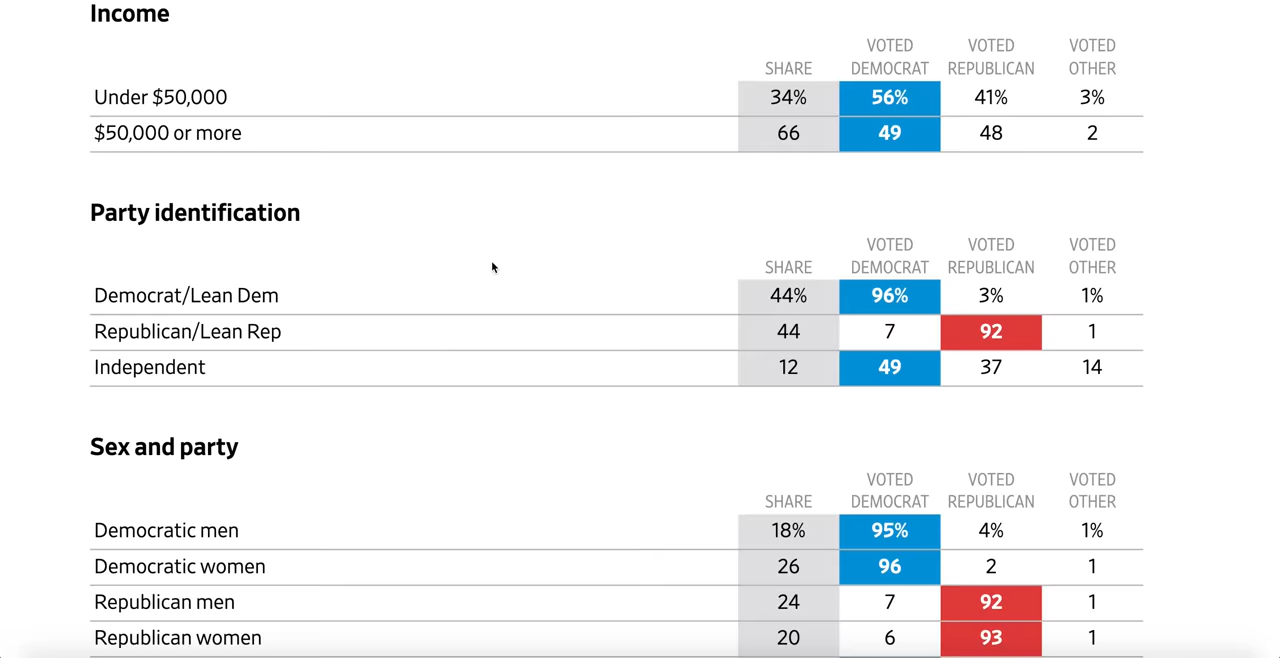 Income
SHARE VOTED DEMOCRAT VOTED REPUBLICAN VOTED OTHER
Under $50,000 34% 56% 41% 3%
$50,000 or more 66 49 48 2
Party identification
SHARE VOTED DEMOCRAT VOTED REPUBLICAN VOTED OTHER
Democrat/Lean Dem 44% 96% 3% 1%
Republican/Lean Rep 44 7 92 1
Independent 12 49 37 14
Sex and party
SHARE VOTED DEMOCRAT VOTED REPUBLICAN VOTED OTHER
Democratic men 18% 95% 4% 1%
Democratic women 26 96 2 1
Republican men 24 7 92 1
Republican women 20 6 93 1